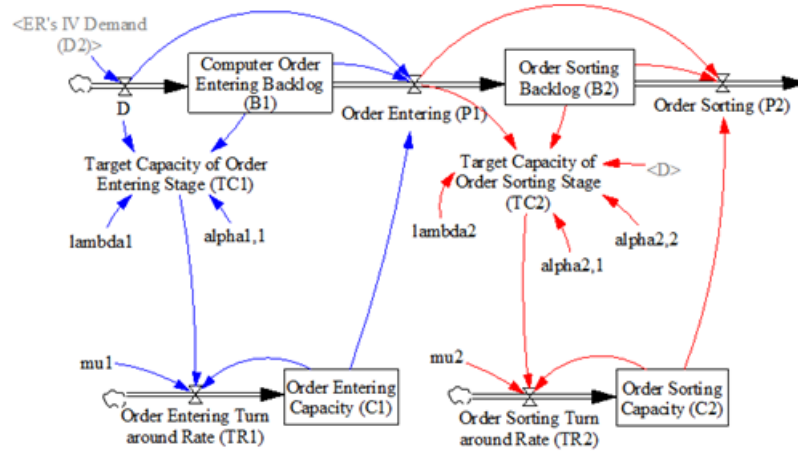 <ER's IV Demand
(D2)>
D
Computer Order
Entering Backlog
(B1)
Order Entering (P1)
Order Sorting
Backlog (B2)
Order Sorting (P2)
Target Capacity of Order
Entering Stage (TC1)
lambda1
alpha1,1
Target Capacity of
Order Sorting Stage
(TC2)
<D>
lambda2
alpha2,1
alpha2,2
mu1
Order Entering Turn
around Rate (TR1)
Order Entering
Capacity (C1)
mu2
Order Sorting Turn
around Rate (TR2)
Order Sorting
Capacity (C2)